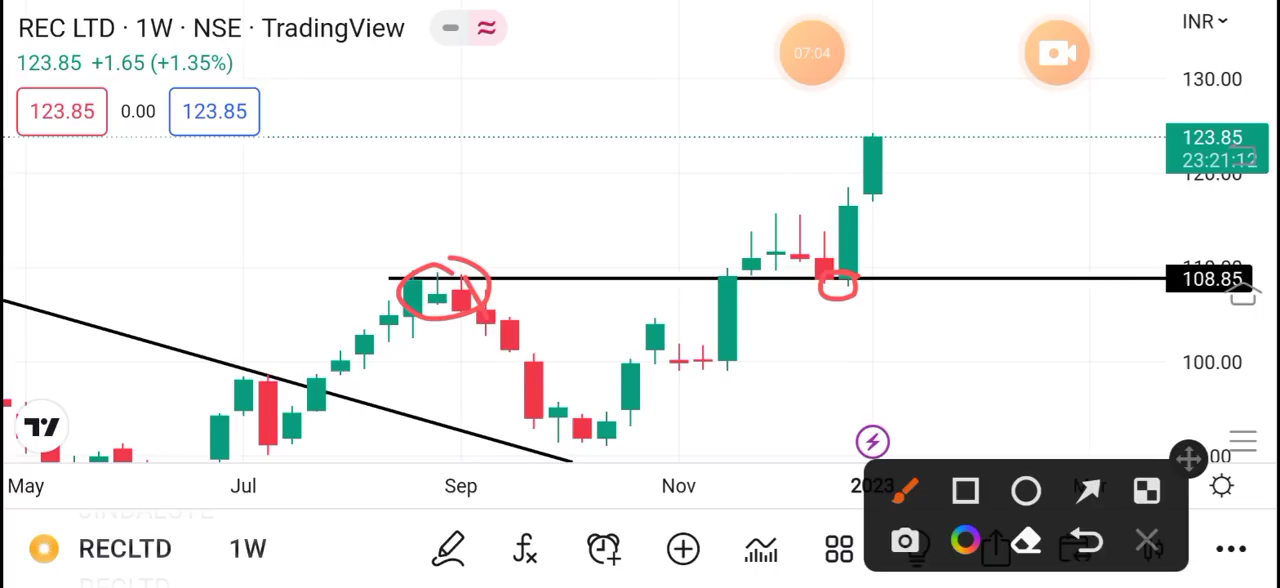 REC LTD · 1W · NSE · TradingView
INR
07:04
123.85 +1.65 (+1.35%)
130.00
123.85 0.00 123.85
123.85
23:21:12
120.00
108.85
100.00
May Jul Sep Nov 2023
RECLTD 1W